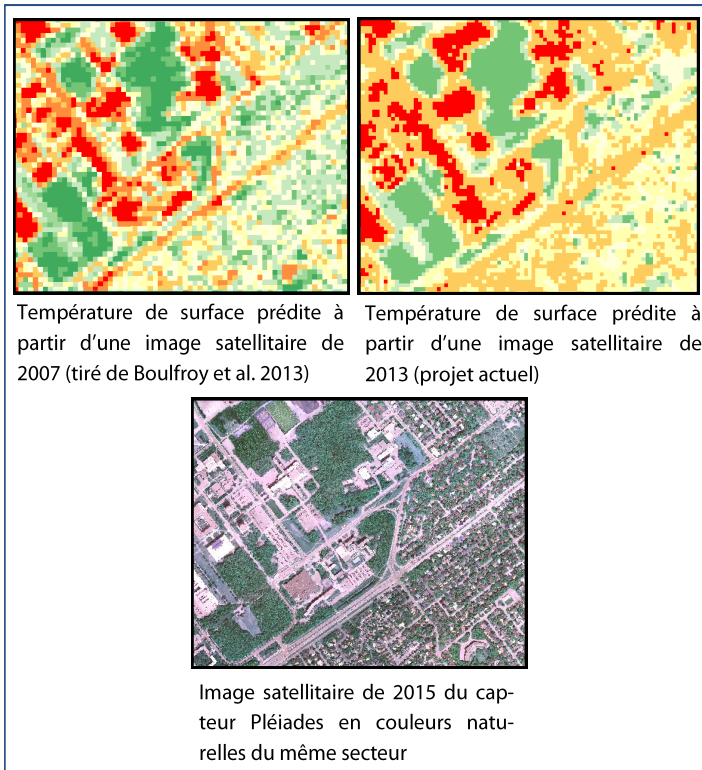 Température de surface prédite à
partir d'une image satellitaire de
2007 (tiré de Boulfroy et al. 2013)
Température de surface prédite à
partir d'une image satellitaire de
2013 (projet actuel)
Image satellitaire de 2015 du cap-
teur Pléiades en couleurs natu-
relles du même secteur